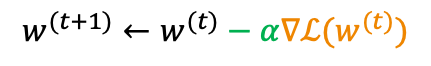 w^(t+1) ← w^(t) − α∇ℒ(w^(t))